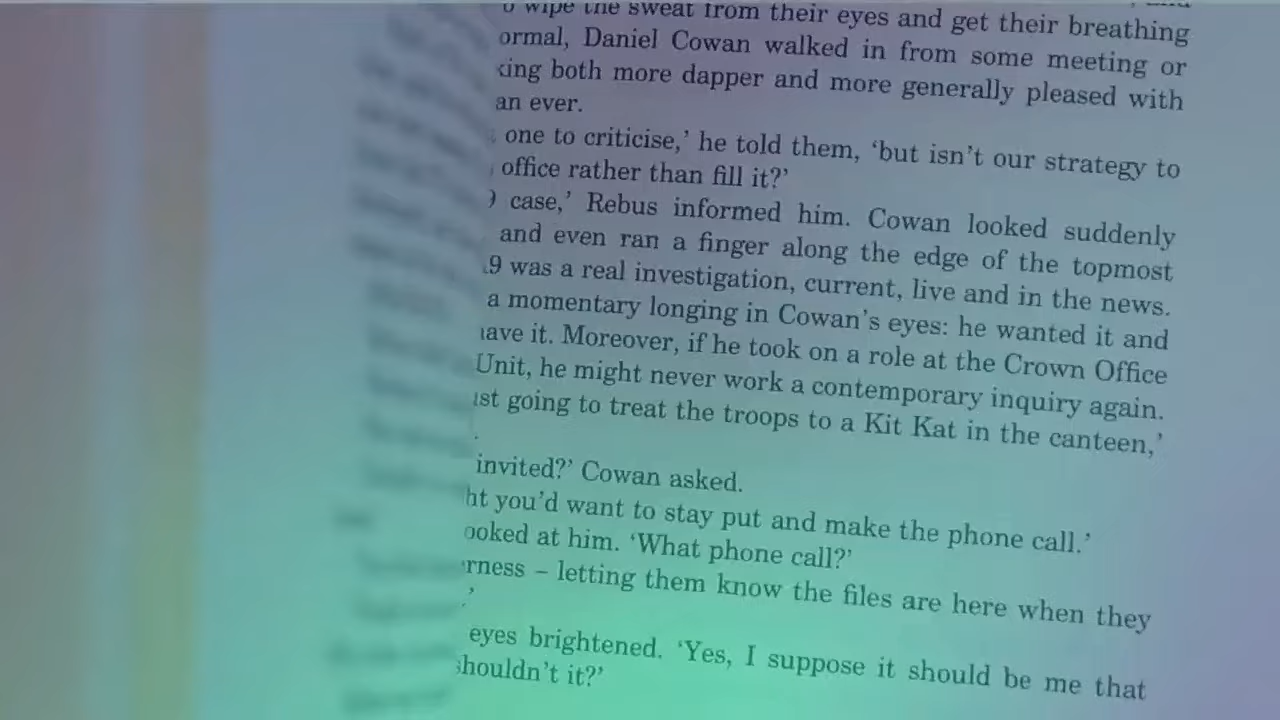 wipe the sweat from their eyes and get their breathing
ormal, Daniel Cowan walked in from some meeting or
king both more dapper and more generally pleased with
an ever.
one to criticise,’ he told them, ‘but isn’t our strategy to
office rather than fill it?’
case,’ Rebus informed him. Cowan looked suddenly
and even ran a finger along the edge of the topmost
9 was a real investigation, current, live and in the news.
a momentary longing in Cowan’s eyes: he wanted it and
ave it. Moreover, if he took on a role at the Crown Office
Unit, he might never work a contemporary inquiry again.
ust going to treat the troops to a Kit Kat in the canteen,’
.
invited?’ Cowan asked.
ht you’d want to stay put and make the phone call.’
ooked at him. ‘What phone call?’
rness – letting them know the files are here when they
’
eyes brightened. ‘Yes, I suppose it should be me that
shouldn’t it?’